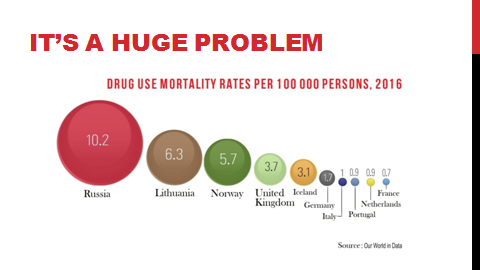 IT'S A HUGE PROBLEM
DRUG USE MORTALITY RATES PER 100 000 PERSONS, 2016
10.2
6.3
5.7
3.7
3.1
1.7
1
0.9
0.9
0.7
Russia
Lithuania
Norway
United
Kingdom
Iceland
Germany
Italy
Portugal
Netherlands
France
Source: Our World in Data